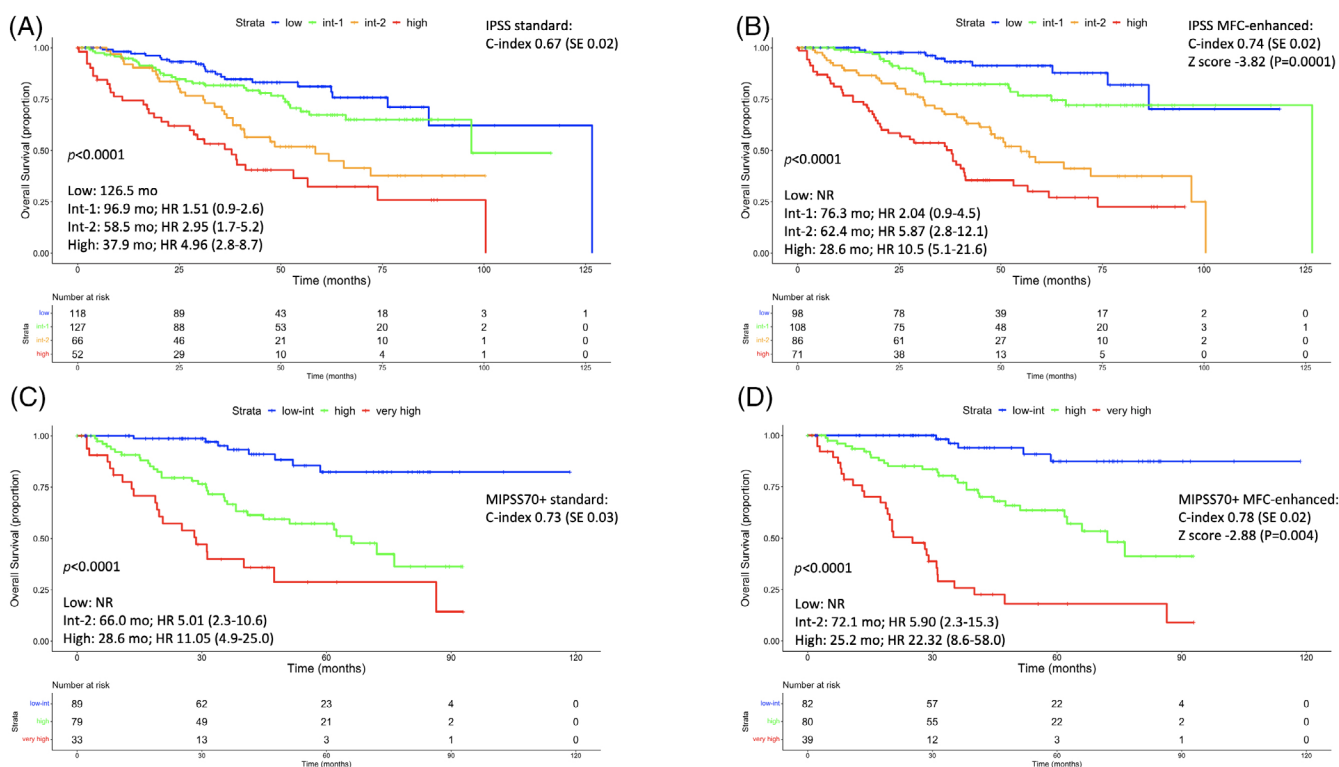 (A)
Strata low int-1 int-2 high
IPSS standard:
C-index 0.67 (SE 0.02)
Overall Survival (proportion)
1.00
0.75
0.50
0.25
0.00
p<0.0001
Low: 126.5 mo
Int-1: 96.9 mo; HR 1.51 (0.9-2.6)
Int-2: 58.5 mo; HR 2.95 (1.7-5.2)
High: 37.9 mo; HR 4.96 (2.8-8.7)
0 25 50 75 100 125
Time (months)
Number at risk
Strata
low 118 89 43 18 3 1
int-1 127 88 53 20 2 0
int-2 66 46 21 10 1 0
high 52 29 10 4 1 0
0 25 50 75 100 125
Time (months)
(B)
Strata low int-1 int-2 high
IPSS MFC-enhanced:
C-index 0.74 (SE 0.02)
Z score -3.82 (P=0.0001)
Overall Survival (proportion)
1.00
0.75
0.50
0.25
0.00
p<0.0001
Low: NR
Int-1: 76.3 mo; HR 2.04 (0.9-4.5)
Int-2: 62.4 mo; HR 5.87 (2.8-12.1)
High: 28.6 mo; HR 10.5 (5.1-21.6)
0 25 50 75 100 125
Time (months)
Number at risk
Strata
low 98 78 39 17 2 0
int-1 108 75 48 20 3 1
int-2 86 61 27 10 2 0
high 71 38 13 5 0 0
0 25 50 75 100 125
Time (months)
(C)
Strata low-int high very high
MIPSS70+ standard:
C-index 0.73 (SE 0.03)
Overall Survival (proportion)
1.00
0.75
0.50
0.25
0.00
p<0.0001
Low: NR
Int-2: 66.0 mo; HR 5.01 (2.3-10.6)
High: 28.6 mo; HR 11.05 (4.9-25.0)
0 30 60 90 120
Time (months)
Number at risk
Strata
low-int 89 62 23 4 0
high 79 49 21 2 0
very high 33 13 3 1 0
0 30 60 90 120
Time (months)
(D)
Strata low-int high very high
MIPSS70+ MFC-enhanced:
C-index 0.78 (SE 0.02)
Z score -2.88 (P=0.004)
Overall Survival (proportion)
1.00
0.75
0.50
0.25
0.00
p<0.0001
Low: NR
Int-2: 72.1 mo; HR 5.90 (2.3-15.3)
High: 25.2 mo; HR 22.32 (8.6-58.0)
0 30 60 90 120
Time (months)
Number at risk
Strata
low-int 82 57 22 4 0
high 80 55 22 2 0
very high 39 12 3 1 0
0 30 60 90 120
Time (months)